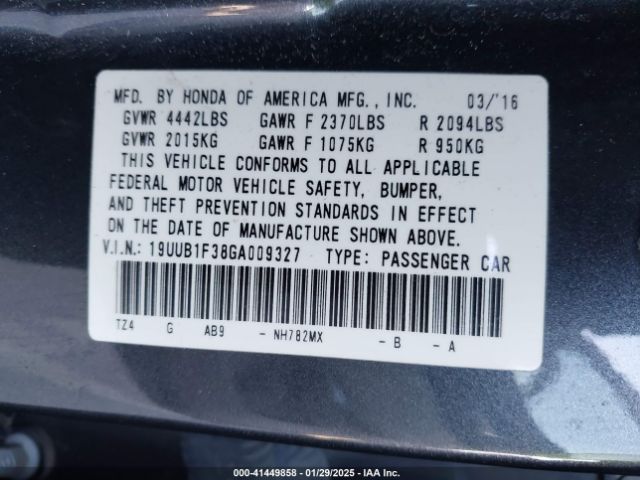 MFD. BY HONDA OF AMERICA MFG., INC. 03/'16
GVWR 4442LBS GAWR F 2370LBS R 2094LBS
GVWR 2015KG GAWR F 1075KG R 950KG
THIS VEHICLE CONFORMS TO ALL APPLICABLE
FEDERAL MOTOR VEHICLE SAFETY, BUMPER,
AND THEFT PREVENTION STANDARDS IN EFFECT
ON THE DATE OF MANUFACTURE SHOWN ABOVE.
V.I.N.: 19UUB1F38GA009327 TYPE: PASSENGER CAR
TZ4 G AB9 - NH782MX - B - A
000-41449858 - 01/29/2025 - IAA Inc.